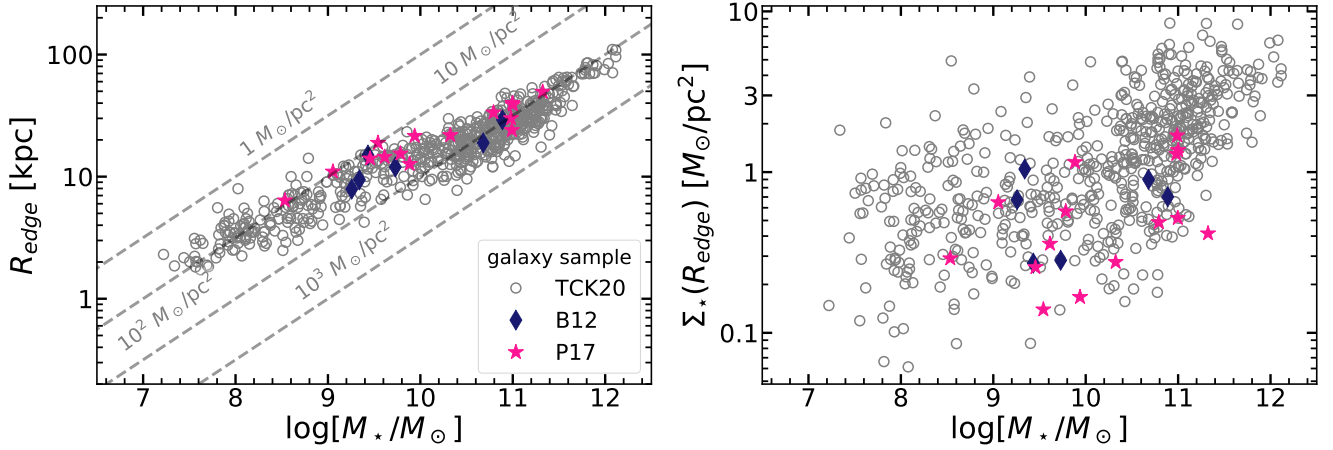 100
10
1
R_edge [kpc]
1 M⊙/pc²
10 M⊙/pc²
10² M⊙/pc²
10³ M⊙/pc²
galaxy sample
TCK20
B12
P17
7 8 9 10 11 12
log[M⋆/M⊙]
10
3
1
0.3
0.1
Σ⋆(R_edge) [M⊙/pc²]
7 8 9 10 11 12
log[M⋆/M⊙]